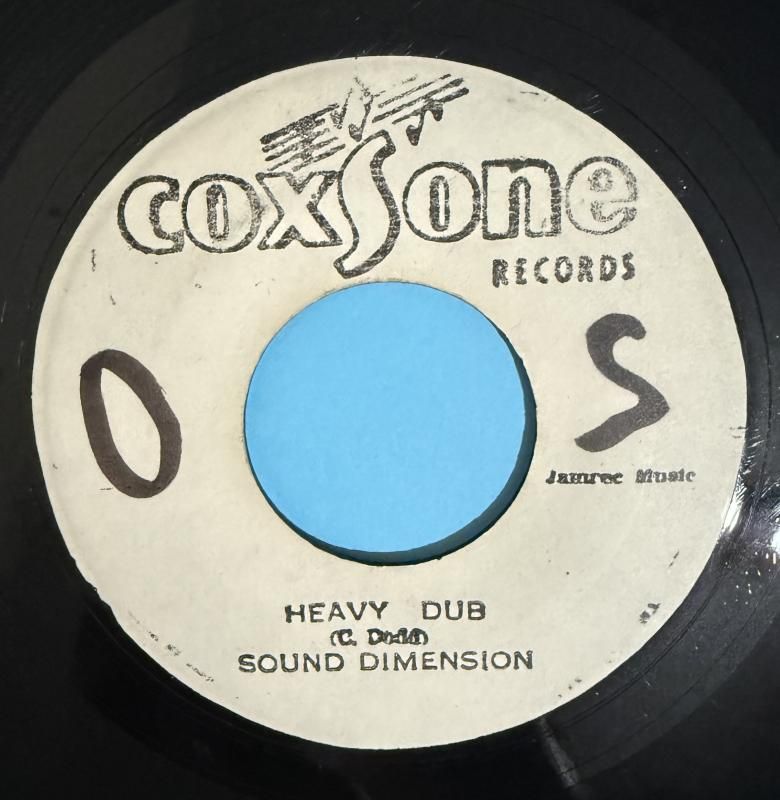 coxSone
RECORDS
O S
Jamrec Music
HEAVY DUB
(C. Dodd)
SOUND DIMENSION